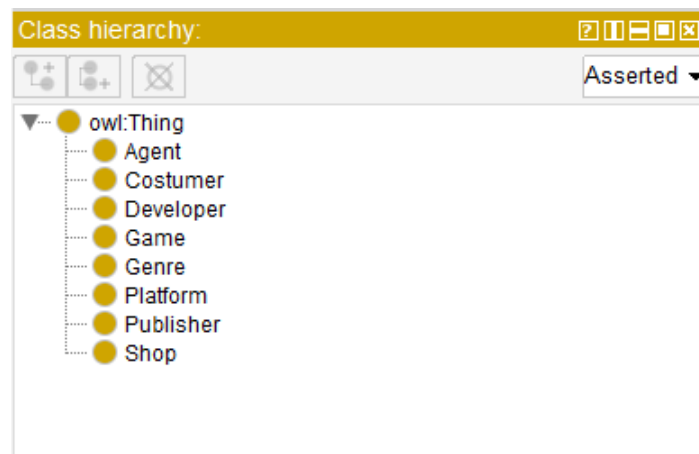 Class hierarchy:
Asserted
owl:Thing
Agent
Costumer
Developer
Game
Genre
Platform
Publisher
Shop